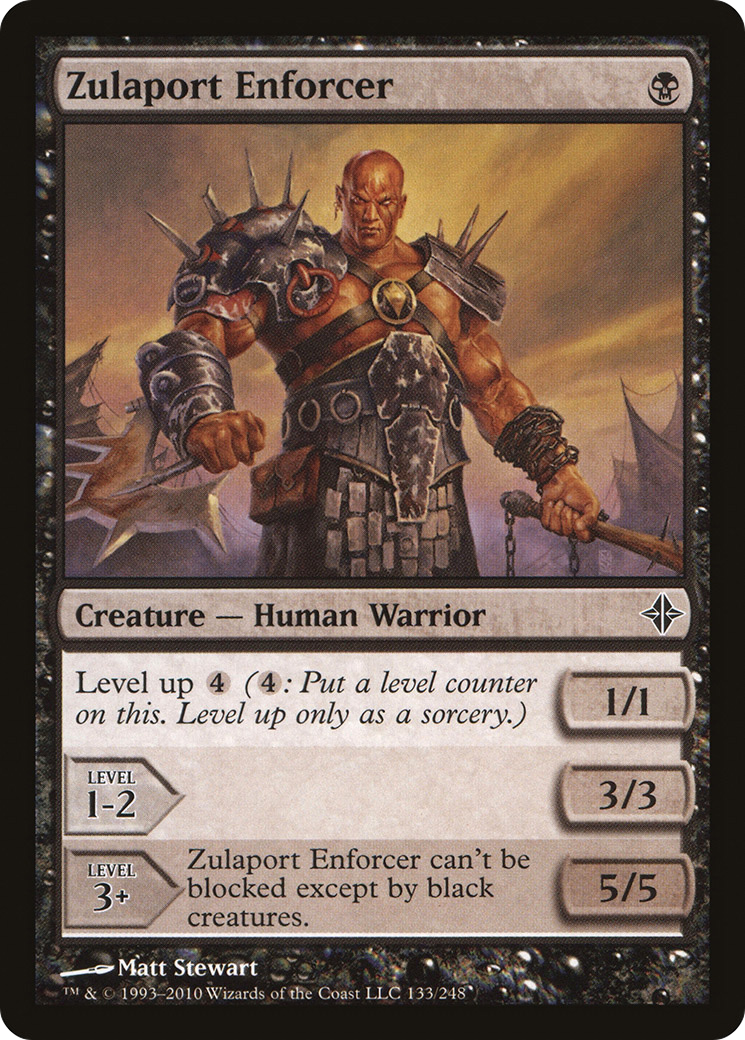 Zulaport Enforcer
Creature — Human Warrior
Level up 4 (4: Put a level counter
on this. Level up only as a sorcery.)
1/1
LEVEL
1-2
3/3
LEVEL
3+
Zulaport Enforcer can't be
blocked except by black
creatures.
5/5
Matt Stewart
™ & © 1993–2010 Wizards of the Coast LLC 133/248